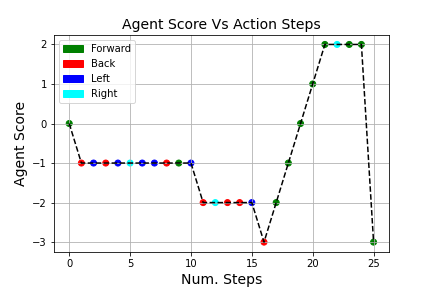 Agent Score Vs Action Steps
Agent Score
2
1
0
−1
−2
−3
Forward
Back
Left
Right
0 5 10 15 20 25
Num. Steps